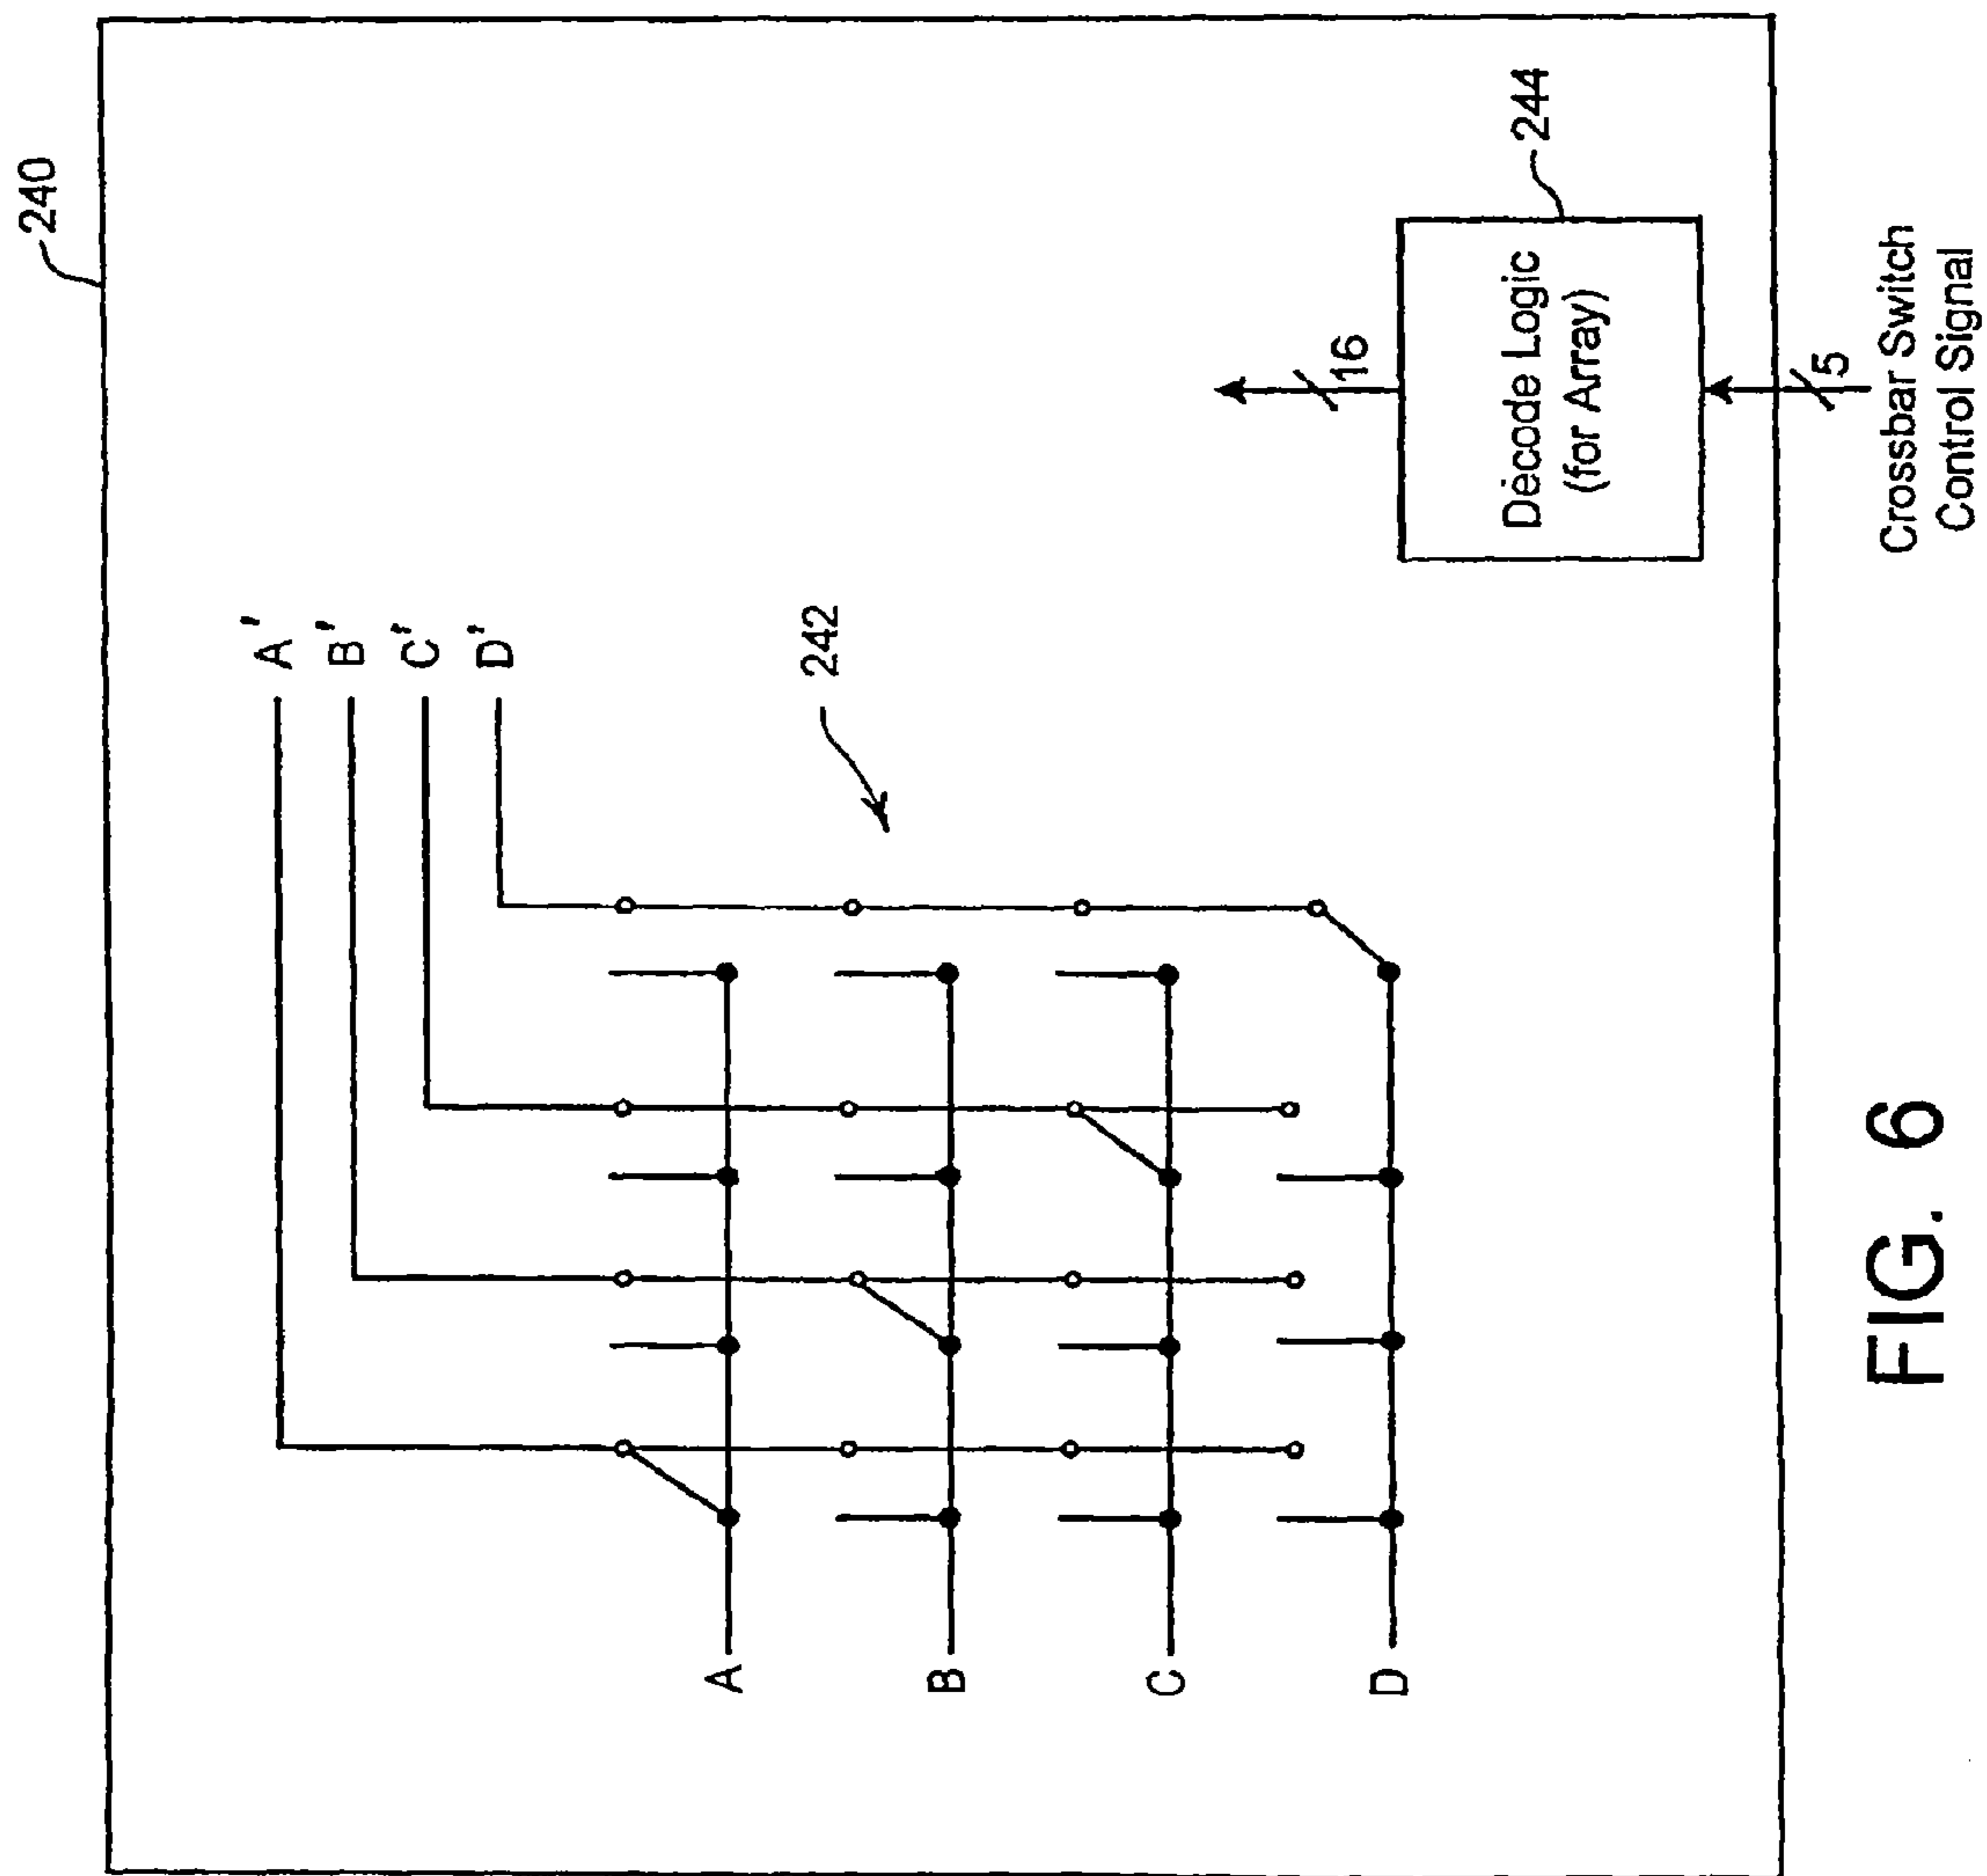 240
A'
B'
C'
D'
242
A
B
C
D
244
16
Decode Logic
(for Array)
5
Crossbar Switch
Control Signal
FIG. 6